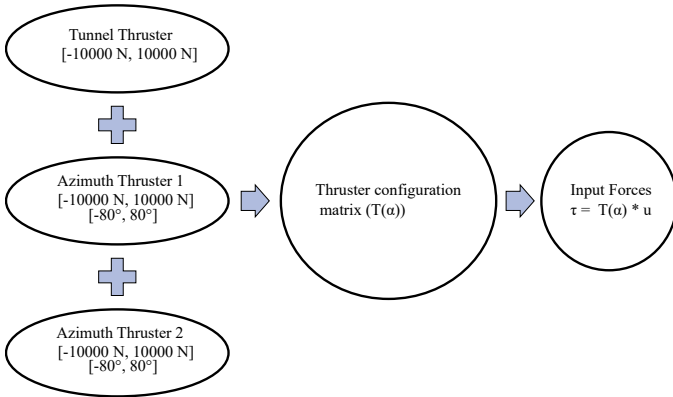 Tunnel Thruster
[-10000 N, 10000 N]
Azimuth Thruster 1
[-10000 N, 10000 N]
[-80°, 80°]
Azimuth Thruster 2
[-10000 N, 10000 N]
[-80°, 80°]
Thruster configuration
matrix (T(α))
Input Forces
τ = T(α) * u